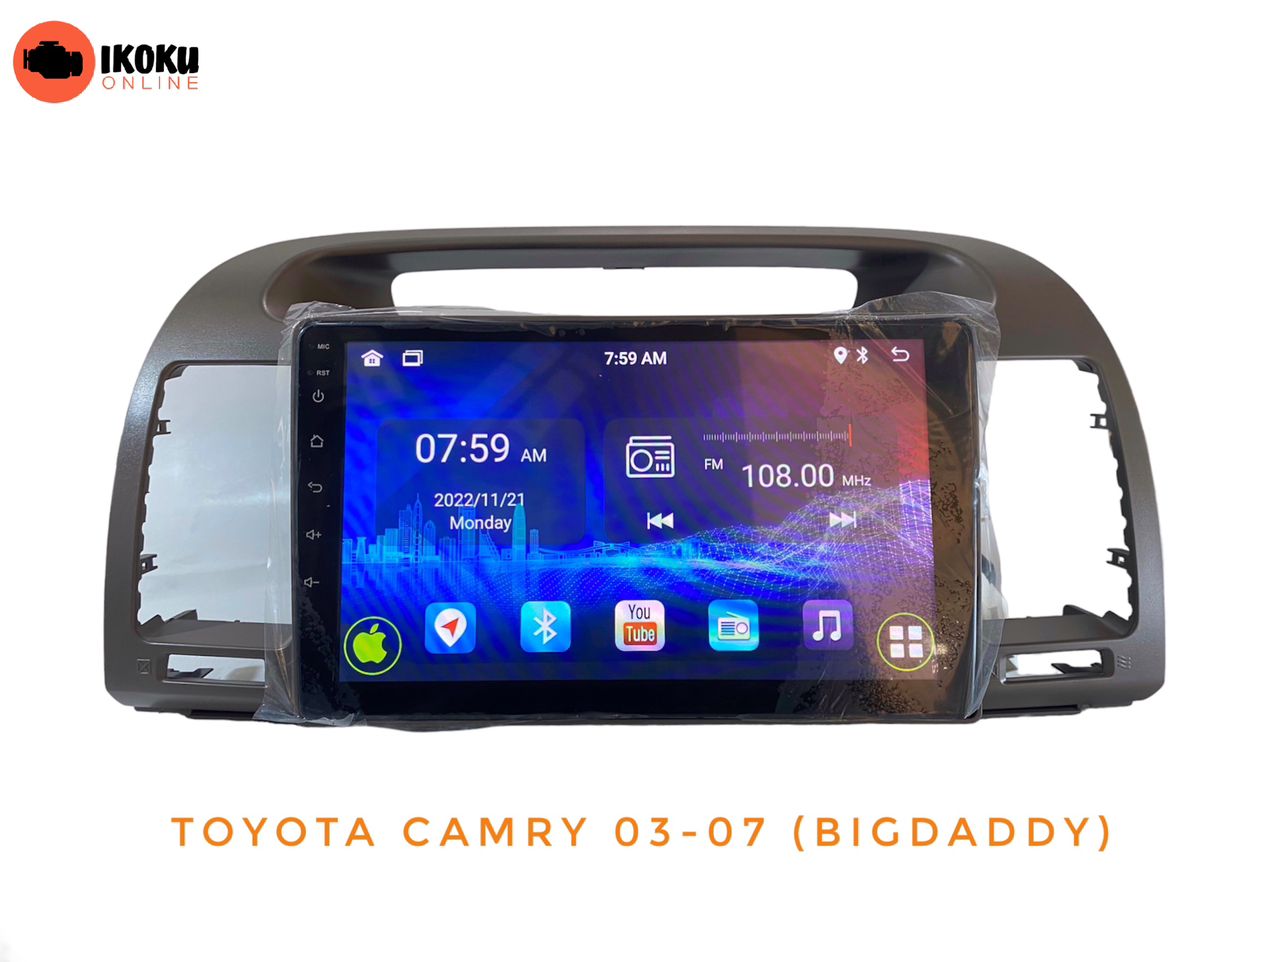 IKOKU
ONLINE
MIC
RST
7:59 AM
07:59 AM
2022/11/21
Monday
FM 108.00 MHz
You
Tube
TOYOTA CAMRY 03-07 (BIGDADDY)